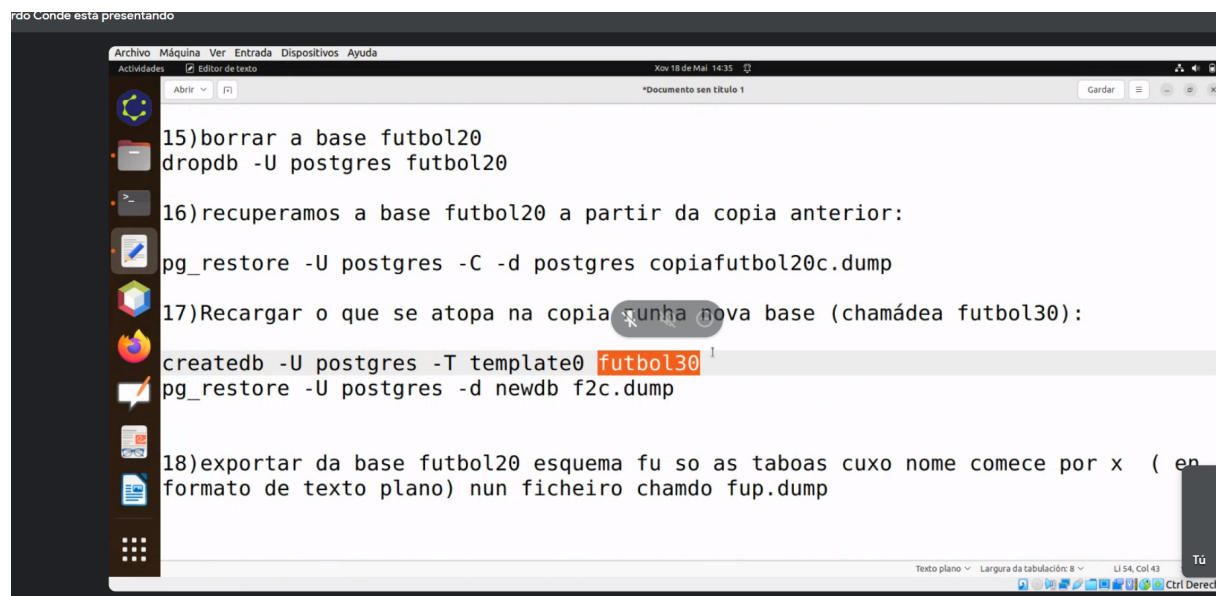 rdo Conde está presentando
Archivo Máquina Ver Entrada Dispositivos Ayuda
Actividades Editor de texto Xov 18 de Mai 14:35
Abrir *Documento sen título 1 Gardar
15)borrar a base futbol20
dropdb -U postgres futbol20
16)recuperamos a base futbol20 a partir da copia anterior:
pg_restore -U postgres -C -d postgres copiafutbol20c.dump
17)Recargar o que se atopa na copia nunha nova base (chamádea futbol30):
createdb -U postgres -T template0 futbol30
pg_restore -U postgres -d newdb f2c.dump
18)exportar da base futbol20 esquema fu so as taboas cuxo nome comece por x ( en
formato de texto plano) nun ficheiro chamdo fup.dump
Tú
Texto plano Largura da tabulación: 8 Li 54, Col 43
Ctrl Derech